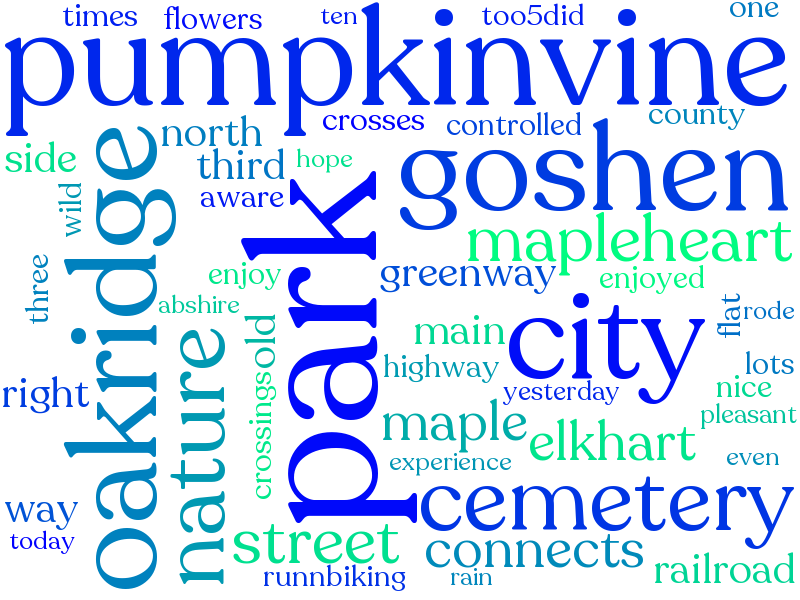 times flowers ten too5did one
pumpkinvine
north crosses controlled county
side third hope goshen
wild aware
oakridge park mapleheart
three enjoy greenway enjoyed
abshire city flat rode
nature old main
crossings highway lots
right yesterday nice
maple elkhart pleasant
experience even
way cemetery
today street connects
runnbiking rain railroad